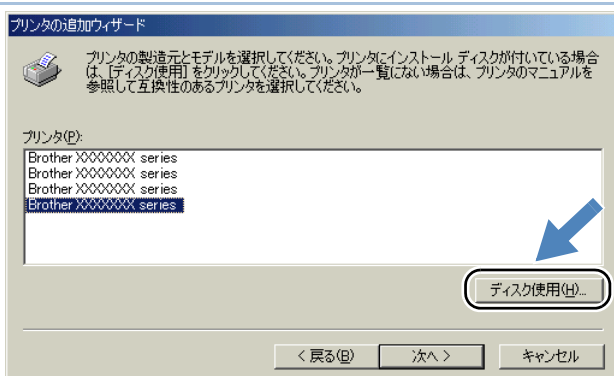 プリンタの追加ウィザード
プリンタの製造元とモデルを選択してください。プリンタにインストール ディスクが付いている場合
は、[ディスク使用] をクリックしてください。プリンタが一覧にない場合は、プリンタのマニュアルを
参照して互換性のあるプリンタを選択してください。
プリンタ(P):
Brother XXXXXXX series
Brother XXXXXXX series
Brother XXXXXXX series
Brother XXXXXXX series
ディスク使用(H)...
< 戻る(B) 次へ > キャンセル